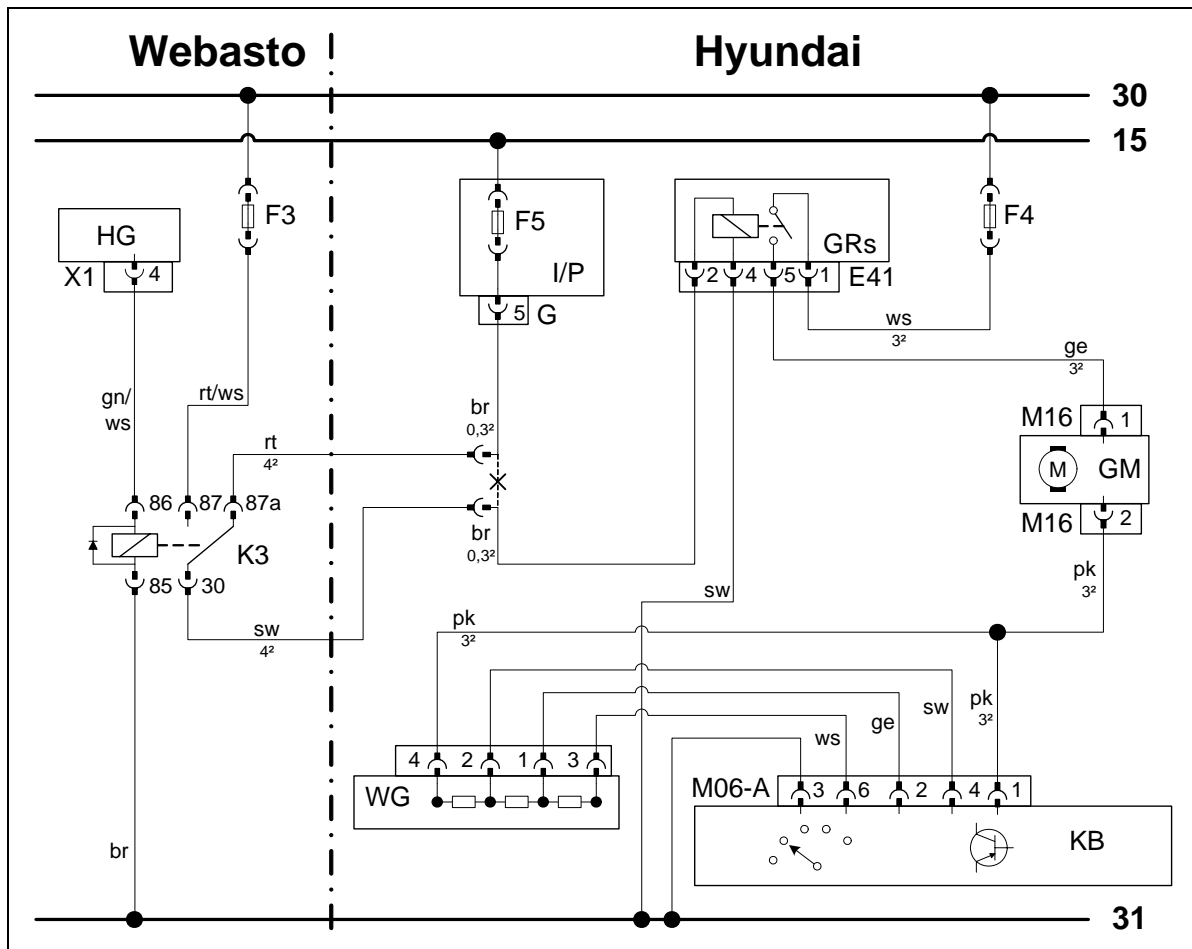 Webasto
Hyundai
30
15
HG
X1
4
F3
F5
I/P
5
G
GRs
2
4
5
1
E41
F4
ws
3²
ge
3²
gn/
ws
rt/ws
br
0,3²
rt
4²
M16
1
M
GM
M16
2
86
87
87a
K3
85
30
br
0,3²
sw
4²
sw
pk
3²
pk
3²
sw
pk
3²
ge
ws
4
2
1
3
WG
M06-A
3
6
2
4
1
KB
br
31